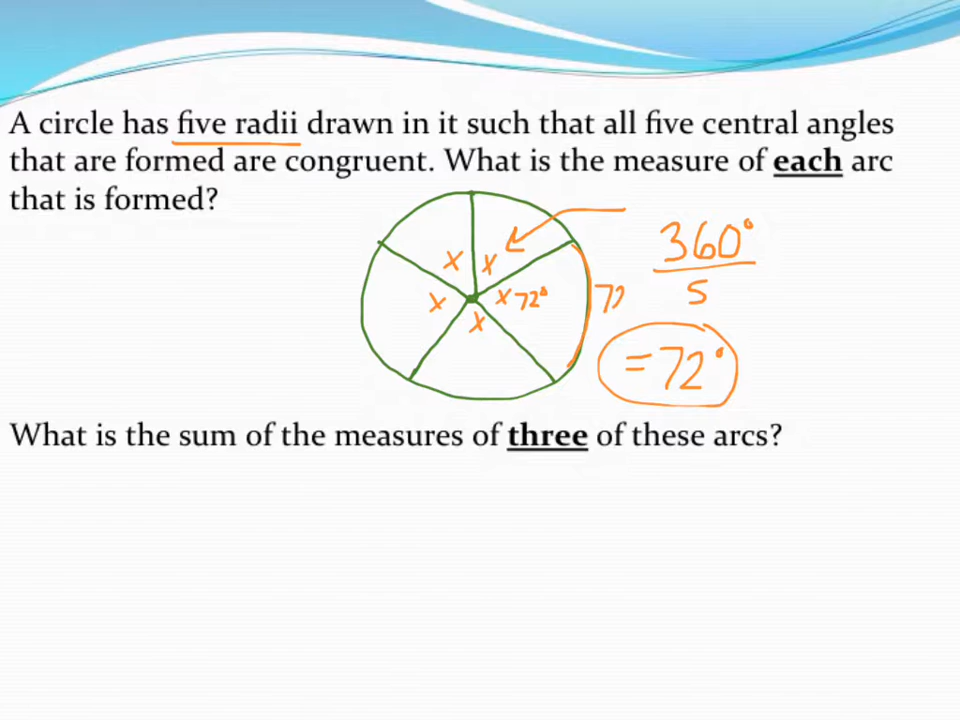 A circle has five radii drawn in it such that all five central angles
that are formed are congruent. What is the measure of each arc
that is formed?
360°
5
x x
x x 72° 72
x
= 72°
What is the sum of the measures of three of these arcs?